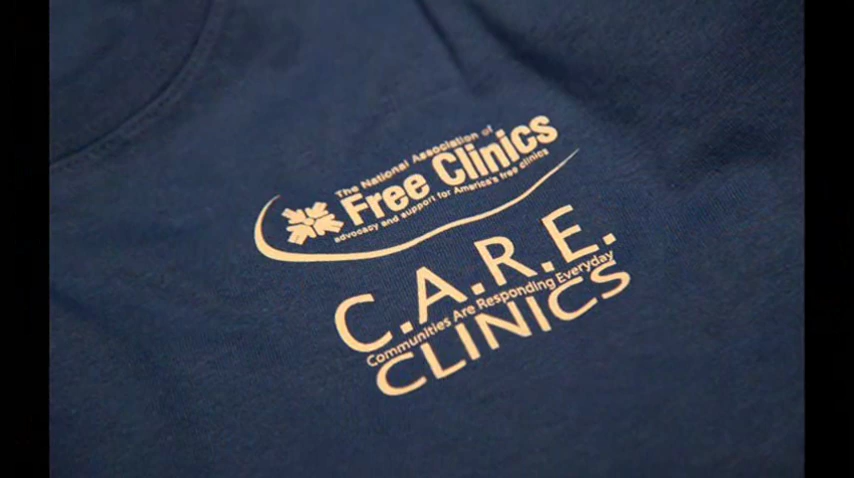 The National Association of
Free Clinics
advocacy and support for America's free clinics
C.A.R.E.
Communities Are Responding Everyday
CLINICS